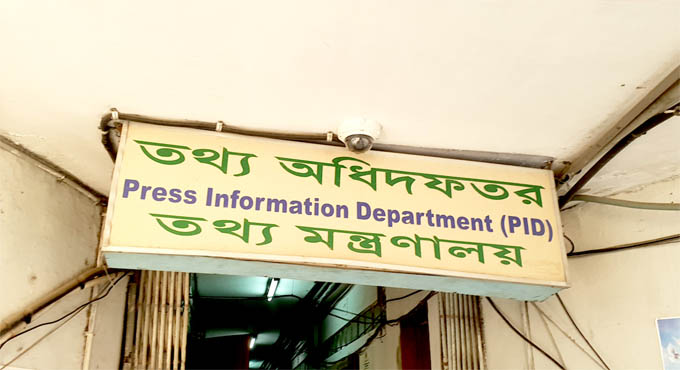 তথ্য অধিদফতর
Press Information Department (PID)
তথ্য মন্ত্রণালয়